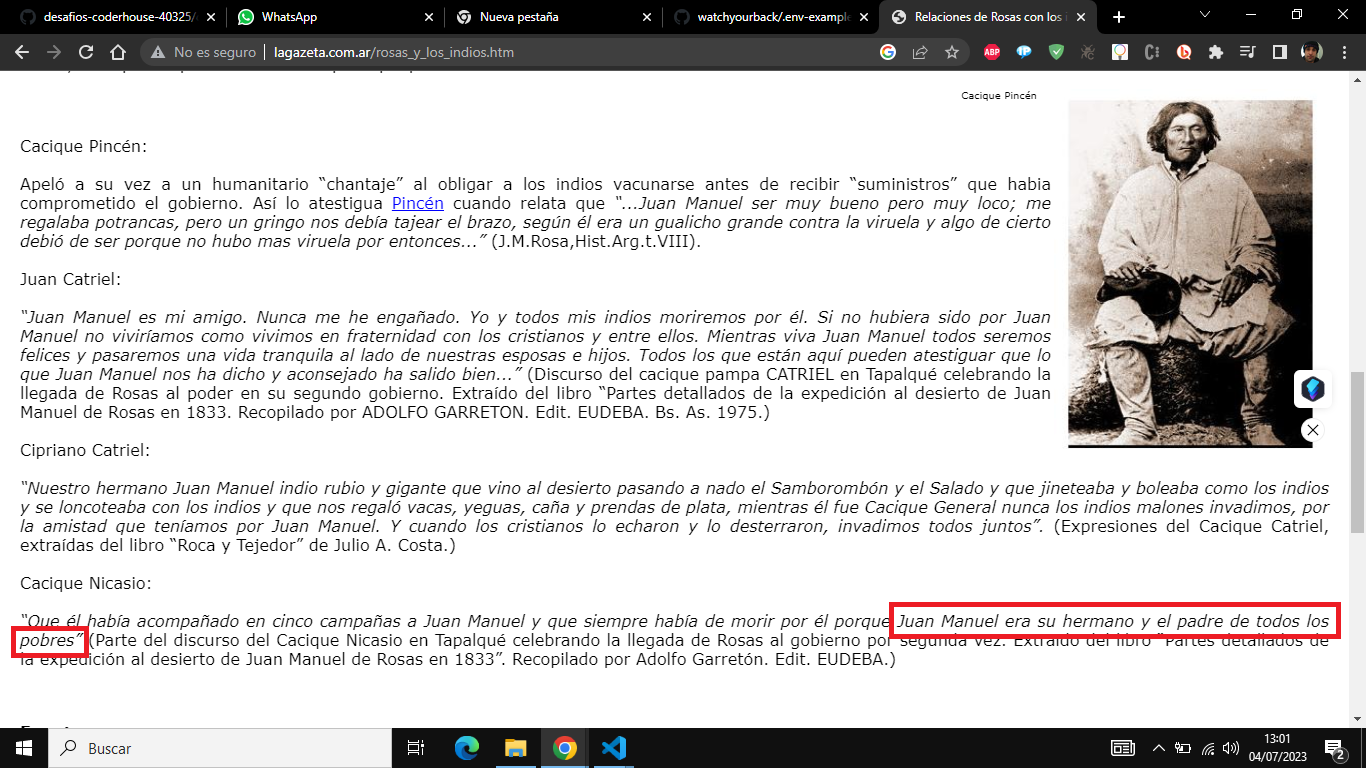 desafios-coderhouse-40325/
WhatsApp
Nueva pestaña
watchyourback/.env-example
Relaciones de Rosas con los i
No es seguro | lagazeta.com.ar/rosas_y_los_indios.htm
ABP
Cacique Pincén
Cacique Pincén:
Apeló a su vez a un humanitario “chantaje” al obligar a los indios vacunarse antes de recibir “suministros” que habia
comprometido el gobierno. Así lo atestigua Pincén cuando relata que “...Juan Manuel ser muy bueno pero muy loco; me
regalaba potrancas, pero un gringo nos debía tajear el brazo, según él era un gualicho grande contra la viruela y algo de cierto
debió de ser porque no hubo mas viruela por entonces...” (J.M.Rosa,Hist.Arg.t.VIII).
Juan Catriel:
“Juan Manuel es mi amigo. Nunca me he engañado. Yo y todos mis indios moriremos por él. Si no hubiera sido por Juan
Manuel no viviríamos como vivimos en fraternidad con los cristianos y entre ellos. Mientras viva Juan Manuel todos seremos
felices y pasaremos una vida tranquila al lado de nuestras esposas e hijos. Todos los que están aquí pueden atestiguar que lo
que Juan Manuel nos ha dicho y aconsejado ha salido bien...” (Discurso del cacique pampa CATRIEL en Tapalqué celebrando la
llegada de Rosas al poder en su segundo gobierno. Extraído del libro “Partes detallados de la expedición al desierto de Juan
Manuel de Rosas en 1833. Recopilado por ADOLFO GARRETON. Edit. EUDEBA. Bs. As. 1975.)
Cipriano Catriel:
“Nuestro hermano Juan Manuel indio rubio y gigante que vino al desierto pasando a nado el Samborombón y el Salado y que jineteaba y boleaba como los indios
y se loncoteaba con los indios y que nos regaló vacas, yeguas, caña y prendas de plata, mientras él fue Cacique General nunca los indios malones invadimos, por
la amistad que teníamos por Juan Manuel. Y cuando los cristianos lo echaron y lo desterraron, invadimos todos juntos”. (Expresiones del Cacique Catriel,
extraídas del libro “Roca y Tejedor” de Julio A. Costa.)
Cacique Nicasio:
“Que él había acompañado en cinco campañas a Juan Manuel y que siempre había de morir por él porque Juan Manuel era su hermano y el padre de todos los
pobres” (Parte del discurso del Cacique Nicasio en Tapalqué celebrando la llegada de Rosas al gobierno por segunda vez. Extraído del libro “Partes detallados de
la expedición al desierto de Juan Manuel de Rosas en 1833”. Recopilado por Adolfo Garretón. Edit. EUDEBA.)
Buscar
13:01
04/07/2023
2